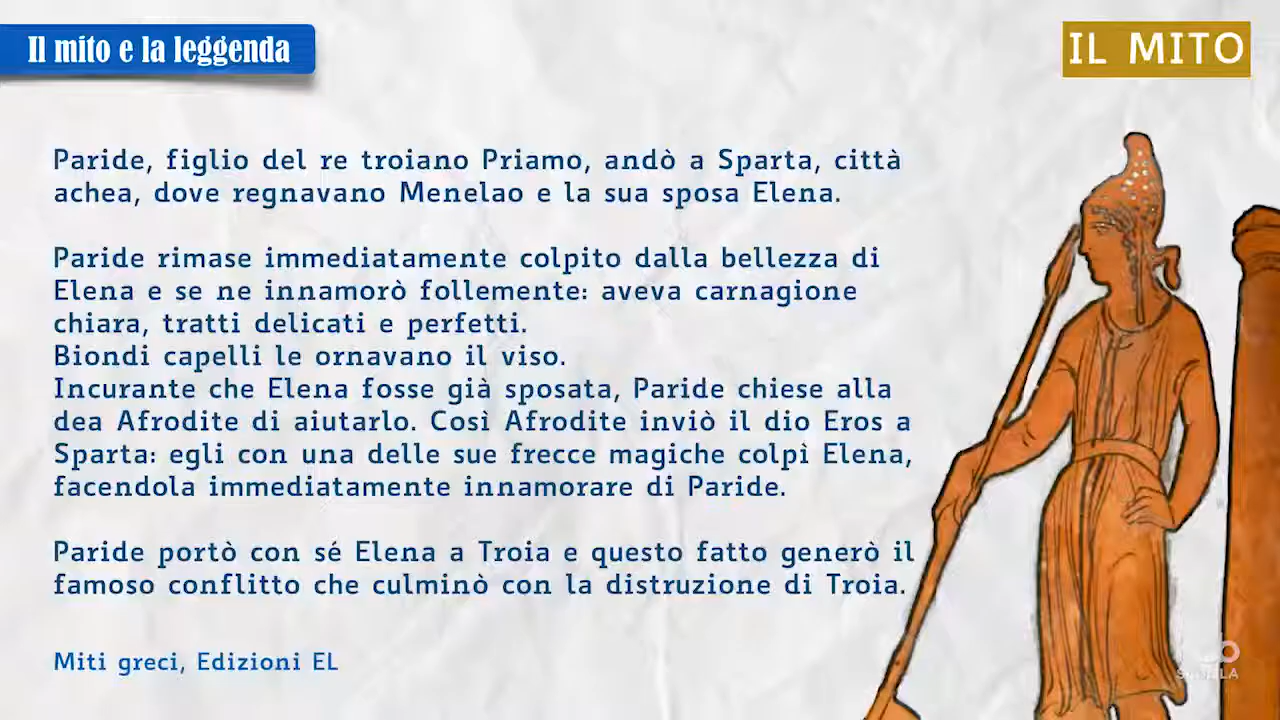 Il mito e la leggenda
IL MITO
Paride, figlio del re troiano Priamo, andò a Sparta, città
achea, dove regnavano Menelao e la sua sposa Elena.
Paride rimase immediatamente colpito dalla bellezza di
Elena e se ne innamorò follemente: aveva carnagione
chiara, tratti delicati e perfetti.
Biondi capelli le ornavano il viso.
Incurante che Elena fosse già sposata, Paride chiese alla
dea Afrodite di aiutarlo. Così Afrodite inviò il dio Eros a
Sparta: egli con una delle sue frecce magiche colpì Elena,
facendola immediatamente innamorare di Paride.
Paride portò con sé Elena a Troia e questo fatto generò il
famoso conflitto che culminò con la distruzione di Troia.
Miti greci, Edizioni EL